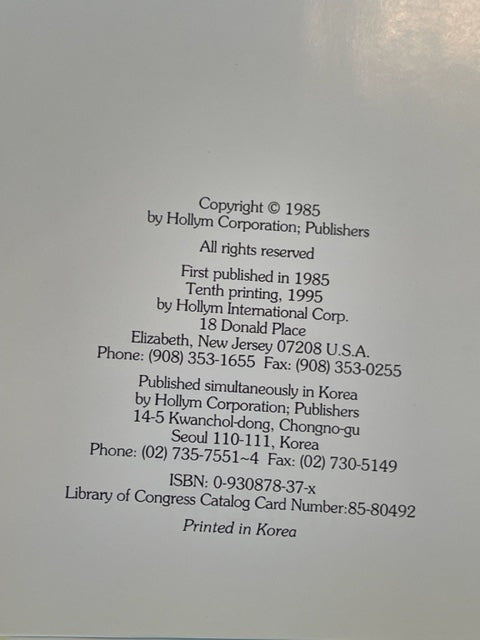 Copyright © 1985
by Hollym Corporation; Publishers
All rights reserved
First published in 1985
Tenth printing, 1995
by Hollym International Corp.
18 Donald Place
Elizabeth, New Jersey 07208 U.S.A.
Phone: (908) 353-1655 Fax: (908) 353-0255
Published simultaneously in Korea
by Hollym Corporation; Publishers
14-5 Kwanchol-dong, Chongno-gu
Seoul 110-111, Korea
Phone: (02) 735-7551~4 Fax: (02) 730-5149
ISBN: 0-930878-37-x
Library of Congress Catalog Card Number:85-80492
Printed in Korea